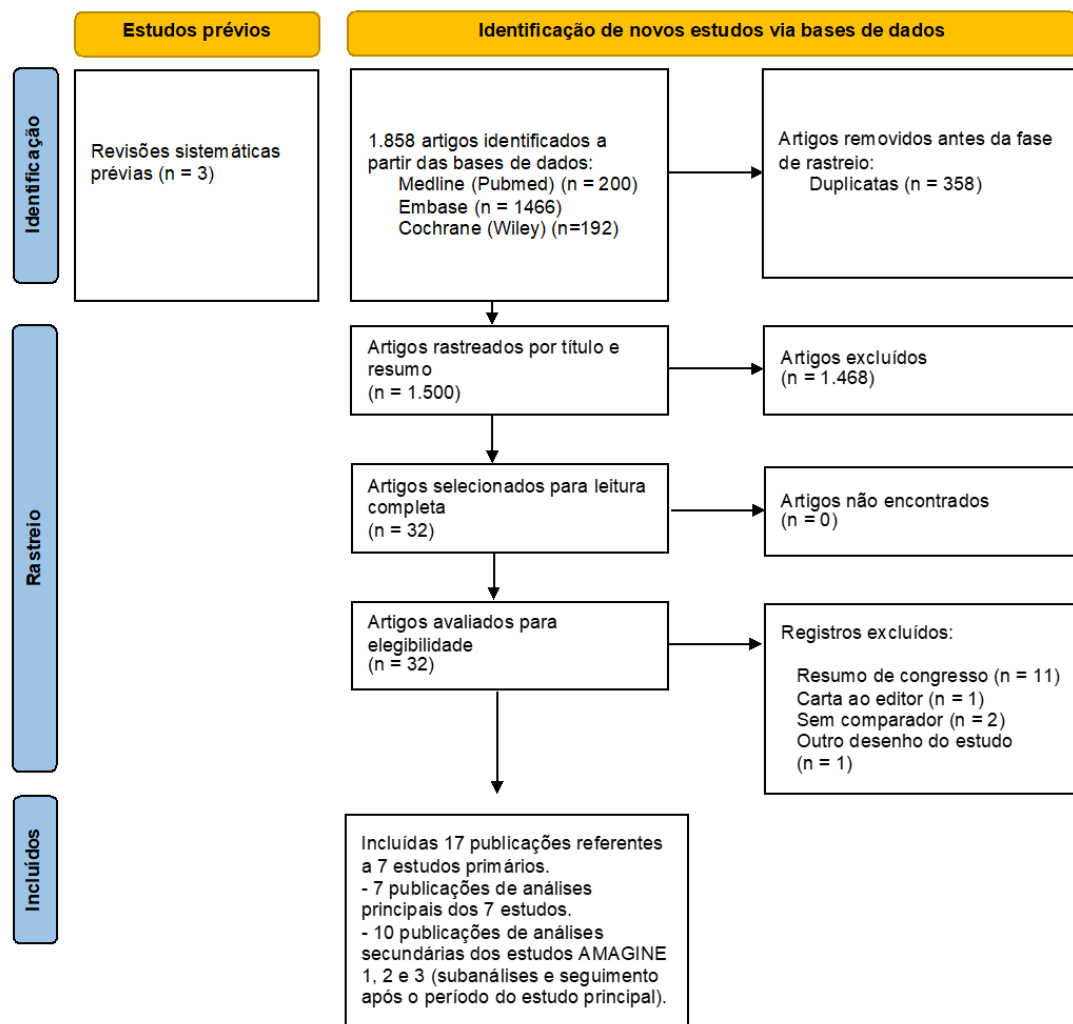 Estudos prévios
Identificação de novos estudos via bases de dados
Identificação
Revisões sistemáticas
prévias (n = 3)
1.858 artigos identificados a
partir das bases de dados:
Medline (Pubmed) (n = 200)
Embase (n = 1466)
Cochrane (Wiley) (n=192)
Artigos removidos antes da fase
de rastreio:
Duplicatas (n = 358)
Rastreio
Artigos rastreados por título e
resumo
(n = 1.500)
Artigos excluídos
(n = 1.468)
Artigos selecionados para leitura
completa
(n = 32)
Artigos não encontrados
(n = 0)
Artigos avaliados para
elegibilidade
(n = 32)
Registros excluídos:
Resumo de congresso (n = 11)
Carta ao editor (n = 1)
Sem comparador (n = 2)
Outro desenho do estudo
(n = 1)
Incluídos
Incluídas 17 publicações referentes
a 7 estudos primários.
- 7 publicações de análises
principais dos 7 estudos.
- 10 publicações de análises
secundárias dos estudos AMAGINE
1, 2 e 3 (subanálises e seguimento
após o período do estudo principal).